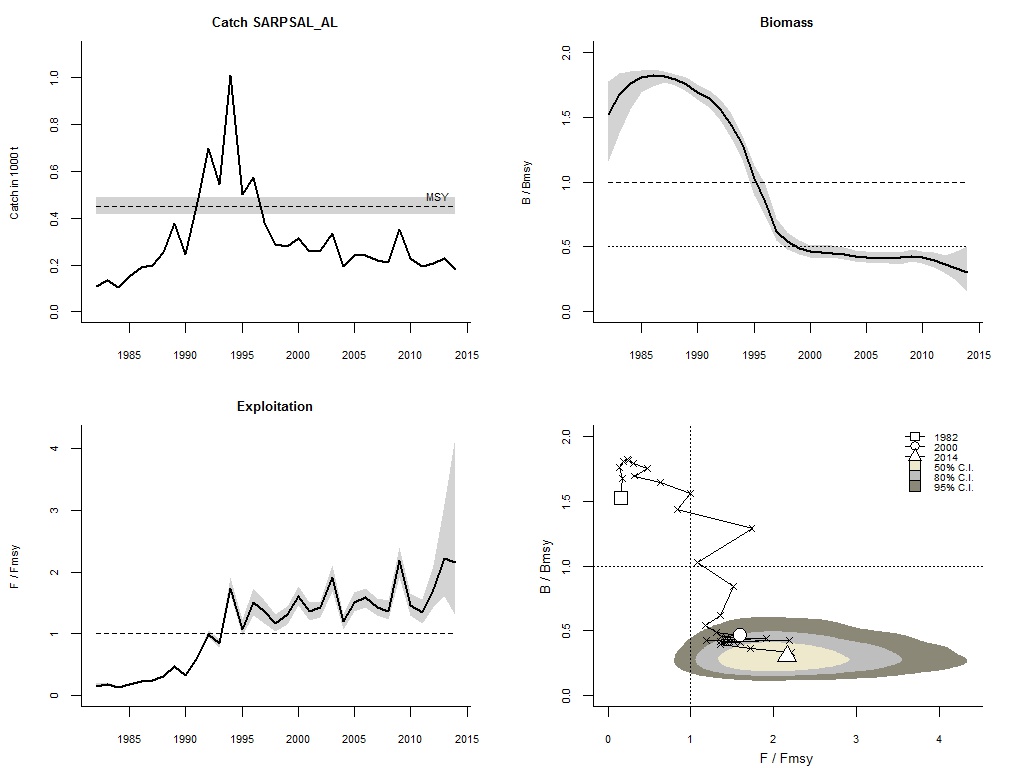 Catch SARPSAL_AL
Catch in 1000 t
0.0 0.2 0.4 0.6 0.8 1.0
MSY
1985 1990 1995 2000 2005 2010 2015
Biomass
B / Bmsy
0.0 0.5 1.0 1.5 2.0
1985 1990 1995 2000 2005 2010 2015
Exploitation
F / Fmsy
0 1 2 3 4
1985 1990 1995 2000 2005 2010 2015
B / Bmsy
0.0 0.5 1.0 1.5 2.0
1982
2000
2014
50% C.I.
80% C.I.
95% C.I.
0 1 2 3 4
F / Fmsy